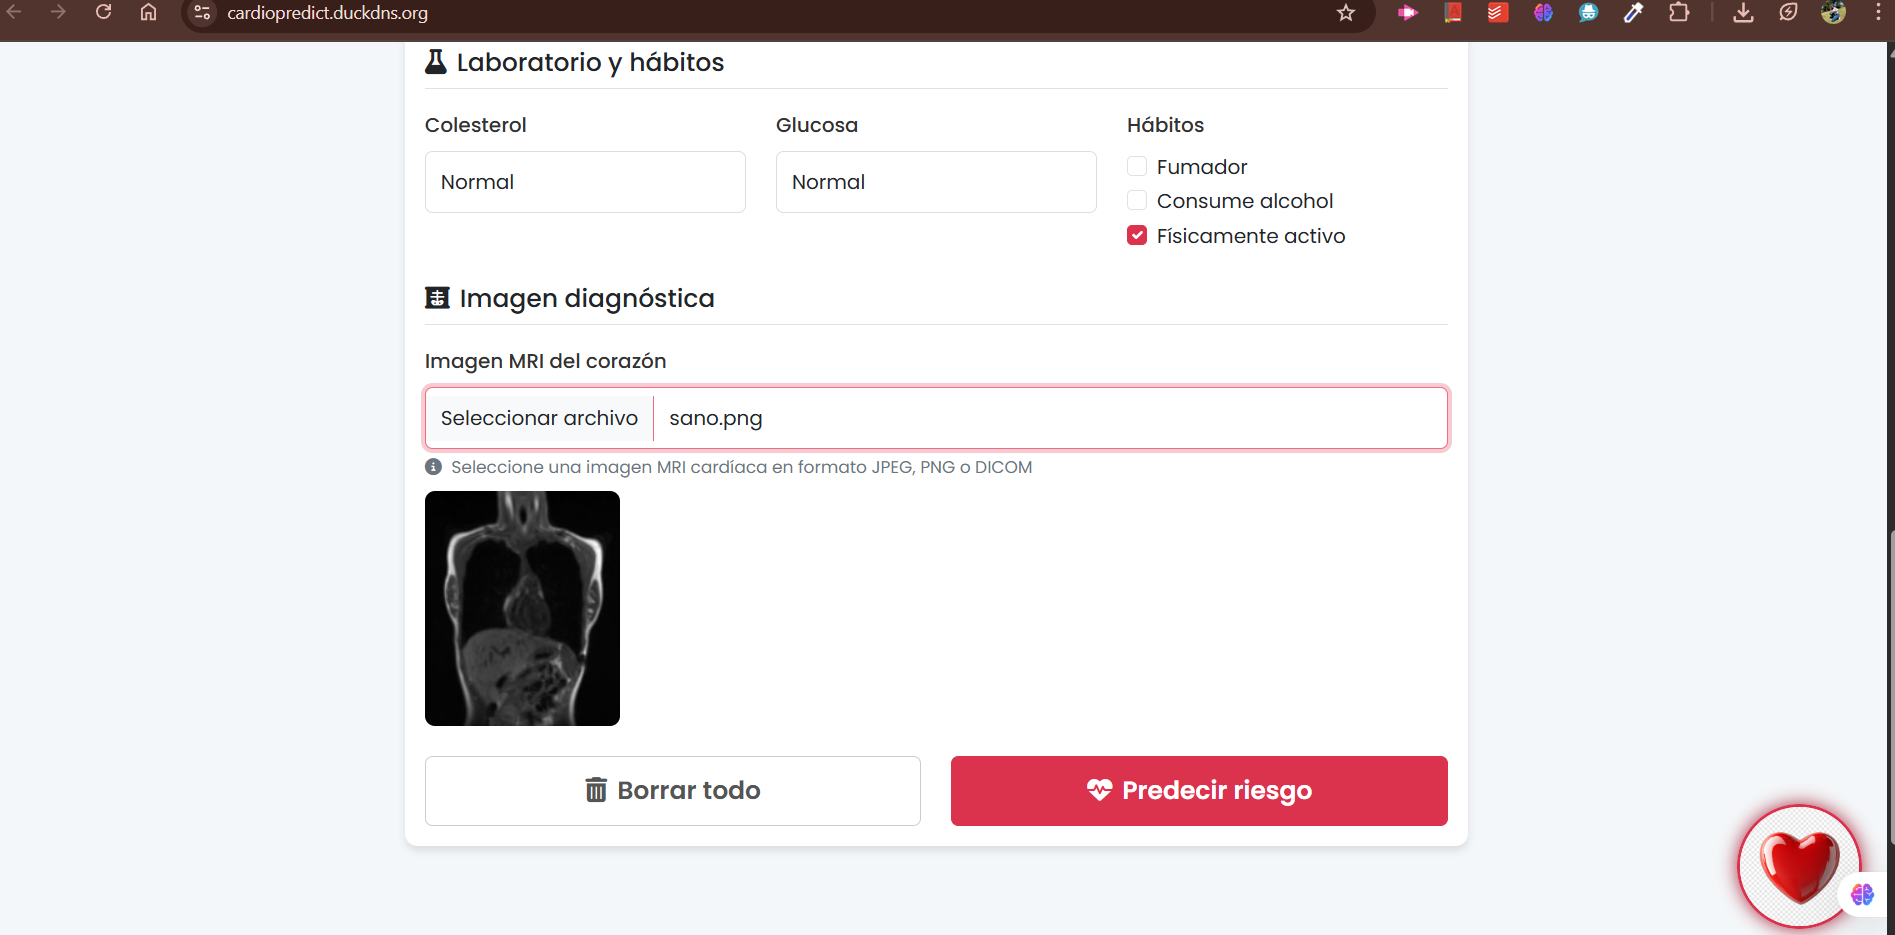 cardiopredict.duckdns.org
Laboratorio y hábitos
Colesterol
Glucosa
Hábitos
Normal
Normal
Fumador
Consume alcohol
Físicamente activo
Imagen diagnóstica
Imagen MRI del corazón
Seleccionar archivo sano.png
Seleccione una imagen MRI cardíaca en formato JPEG, PNG o DICOM
Borrar todo
Predecir riesgo